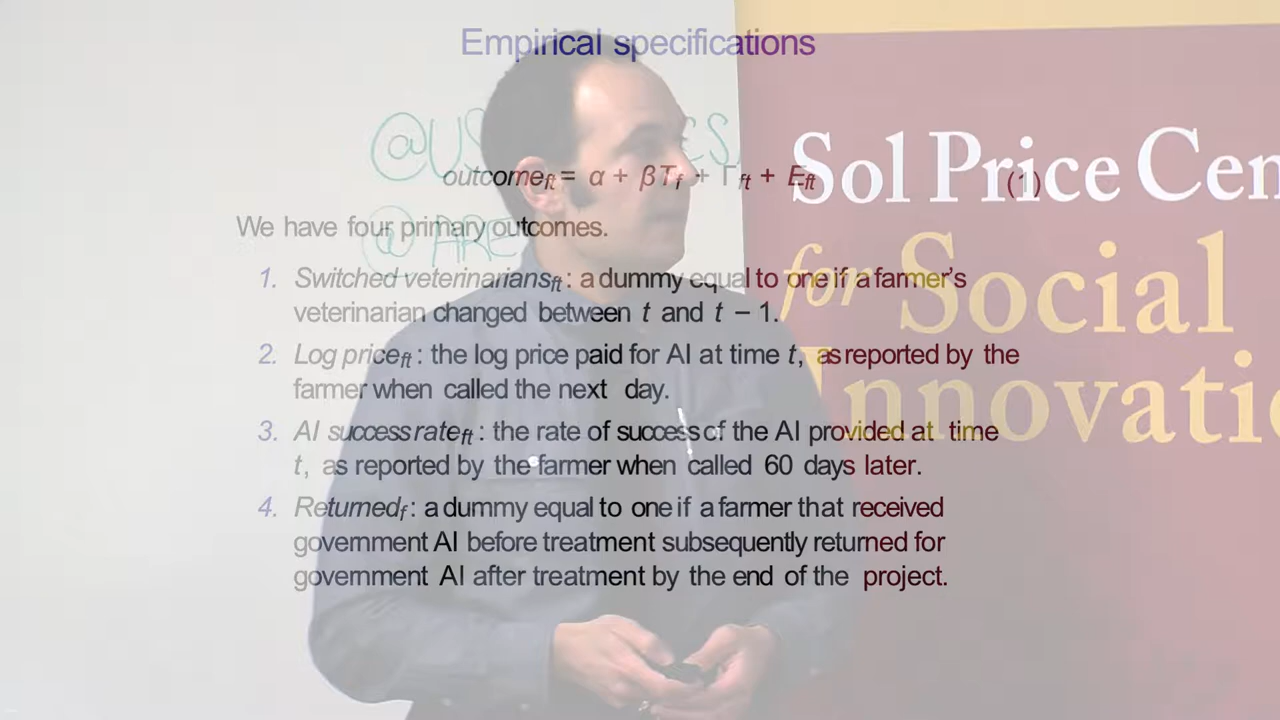 Empirical specifications
outcome_ft = α + βT_f + Γ_ft + E_ft (1)
We have four primary outcomes.
1. Switched veterinarians_ft : a dummy equal to one if a farmer's
veterinarian changed between t and t − 1.
2. Log price_ft : the log price paid for AI at time t, as reported by the
farmer when called the next day.
3. AI success rate_ft : the rate of success of the AI provided at time
t, as reported by the farmer when called 60 days later.
4. Returned_f : a dummy equal to one if a farmer that received
government AI before treatment subsequently returned for
government AI after treatment by the end of the project.
Sol Price Cen
for Social
Innovati
@ ARE